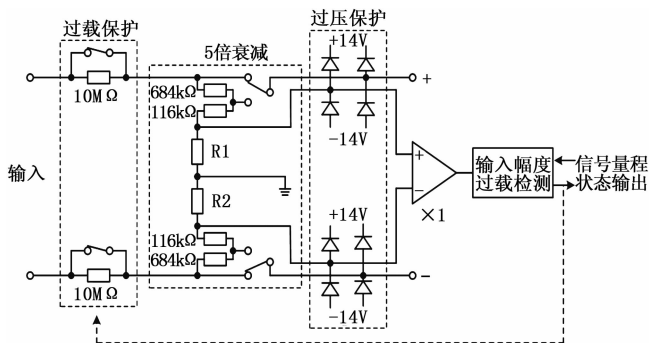 过载保护
过压保护
5倍衰减
+14V
10MΩ
684kΩ
116kΩ
+
-14V
R1
输入
R2
+
−
×1
输入幅度
过载检测
信号量程
状态输出
+14V
116kΩ
684kΩ
10MΩ
−
-14V